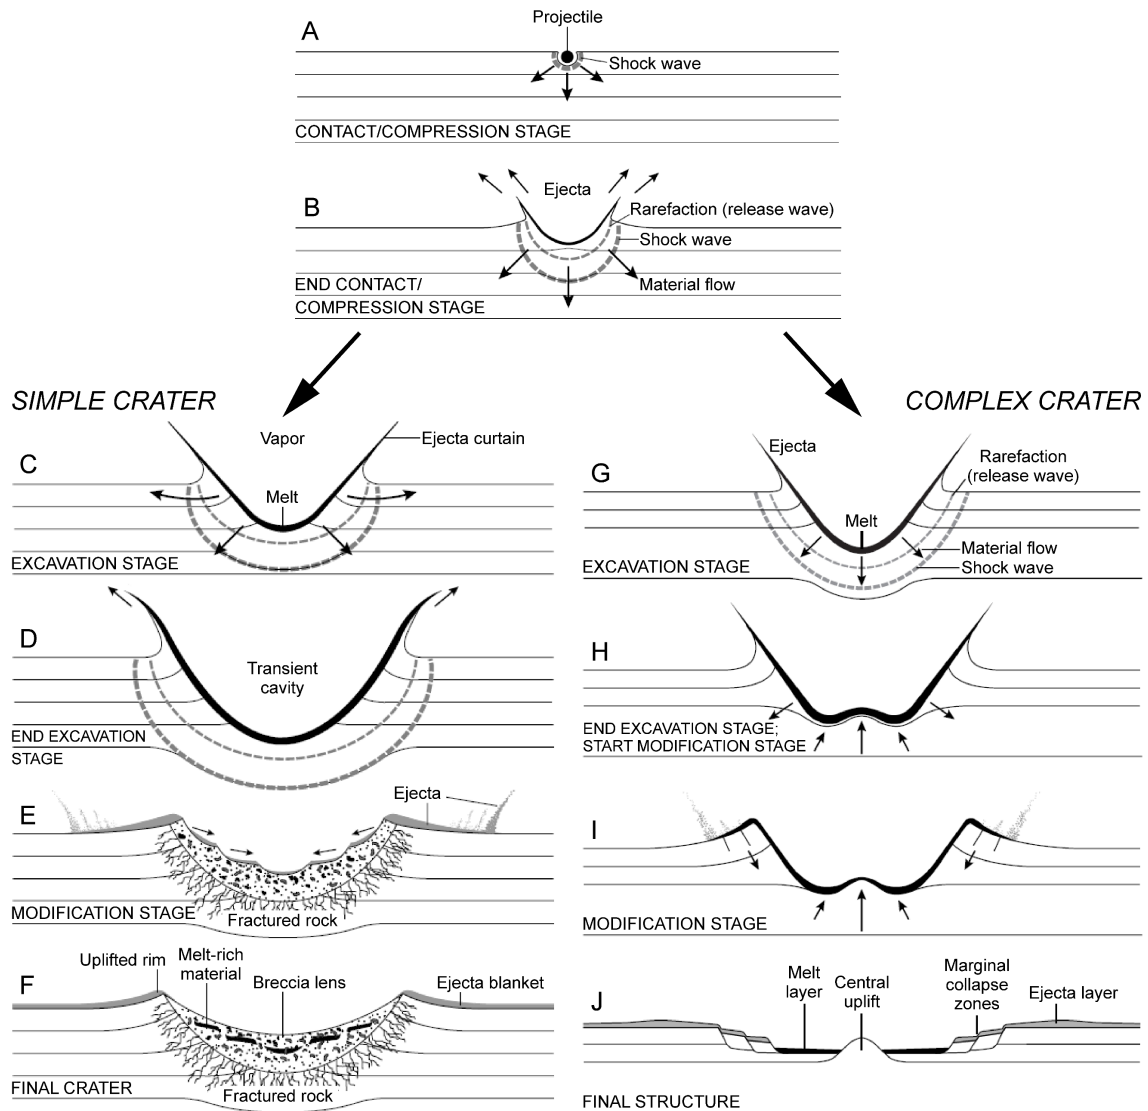 A
Projectile
Shock wave
CONTACT/COMPRESSION STAGE
B
Ejecta
Rarefaction (release wave)
Shock wave
Material flow
END CONTACT/
COMPRESSION STAGE
SIMPLE CRATER
C
Vapor
Ejecta curtain
Melt
EXCAVATION STAGE
D
Transient
cavity
END EXCAVATION
STAGE
E
Ejecta
MODIFICATION STAGE
Fractured rock
F
Uplifted rim
Melt-rich
material
Breccia lens
Ejecta blanket
FINAL CRATER
Fractured rock
COMPLEX CRATER
G
Ejecta
Rarefaction
(release wave)
Melt
Material flow
Shock wave
EXCAVATION STAGE
H
END EXCAVATION STAGE;
START MODIFICATION STAGE
I
MODIFICATION STAGE
J
Melt
layer
Central
uplift
Marginal
collapse
zones
Ejecta layer
FINAL STRUCTURE